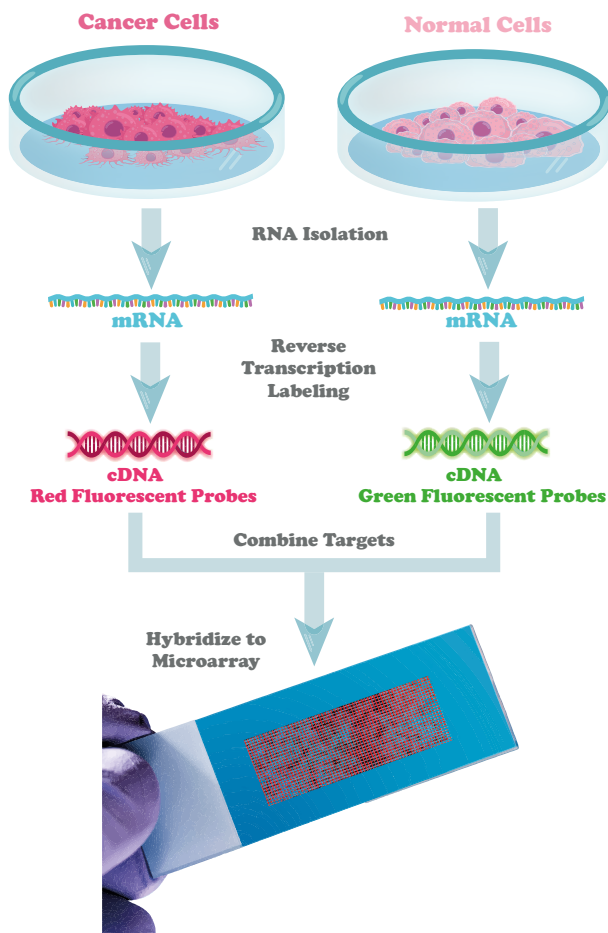 Cancer Cells
Normal Cells
RNA Isolation
mRNA
mRNA
Reverse
Transcription
Labeling
cDNA
Red Fluorescent Probes
cDNA
Green Fluorescent Probes
Combine Targets
Hybridize to
Microarray